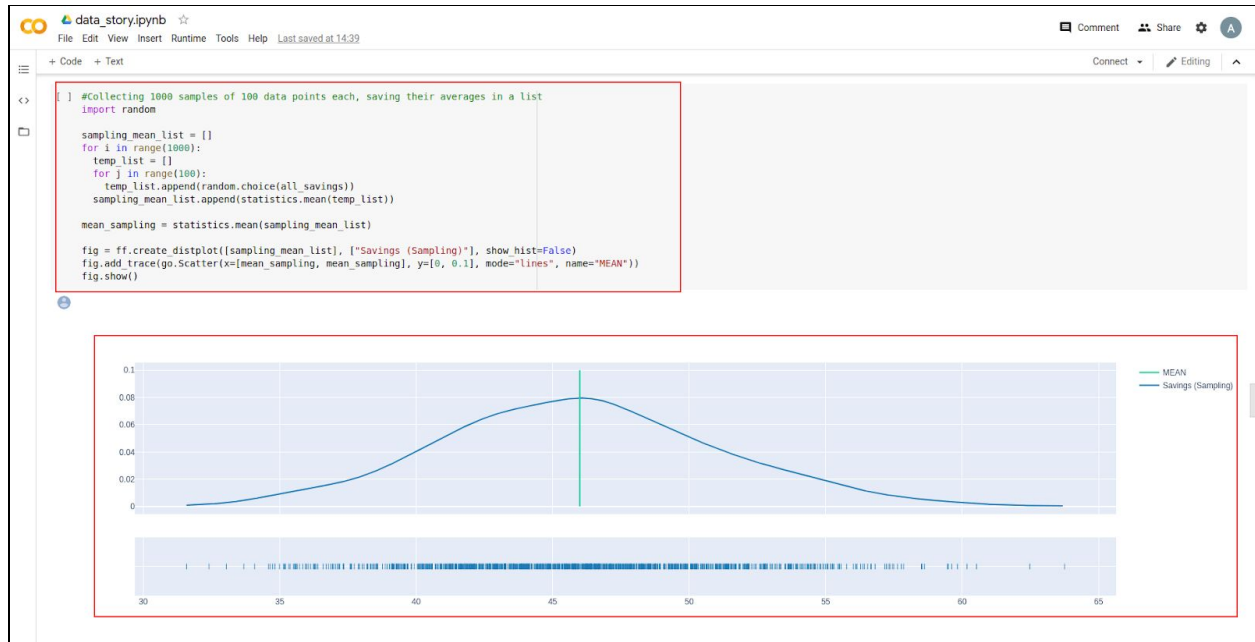 data_story.ipynb
Comment Share A
File Edit View Insert Runtime Tools Help Last saved at 14:39
+ Code + Text Connect Editing
[ ] #Collecting 1000 samples of 100 data points each, saving their averages in a list
import random
sampling_mean_list = []
for i in range(1000):
  temp_list = []
  for j in range(100):
    temp_list.append(random.choice(all_savings))
  sampling_mean_list.append(statistics.mean(temp_list))
mean_sampling = statistics.mean(sampling_mean_list)
fig = ff.create_distplot([sampling_mean_list], ["Savings (Sampling)"], show_hist=False)
fig.add_trace(go.Scatter(x=[mean_sampling, mean_sampling], y=[0, 0.1], mode="lines", name="MEAN"))
fig.show()
0.1
0.08
0.06
0.04
0.02
0
MEAN
Savings (Sampling)
30 35 40 45 50 55 60 65